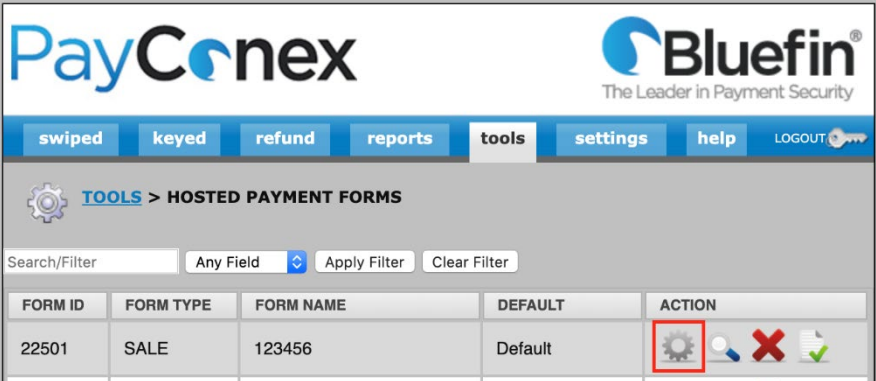 PayConex
Bluefin®
The Leader in Payment Security
swiped keyed refund reports tools settings help LOGOUT
TOOLS > HOSTED PAYMENT FORMS
Search/Filter Any Field Apply Filter Clear Filter
FORM ID FORM TYPE FORM NAME DEFAULT ACTION
22501 SALE 123456 Default